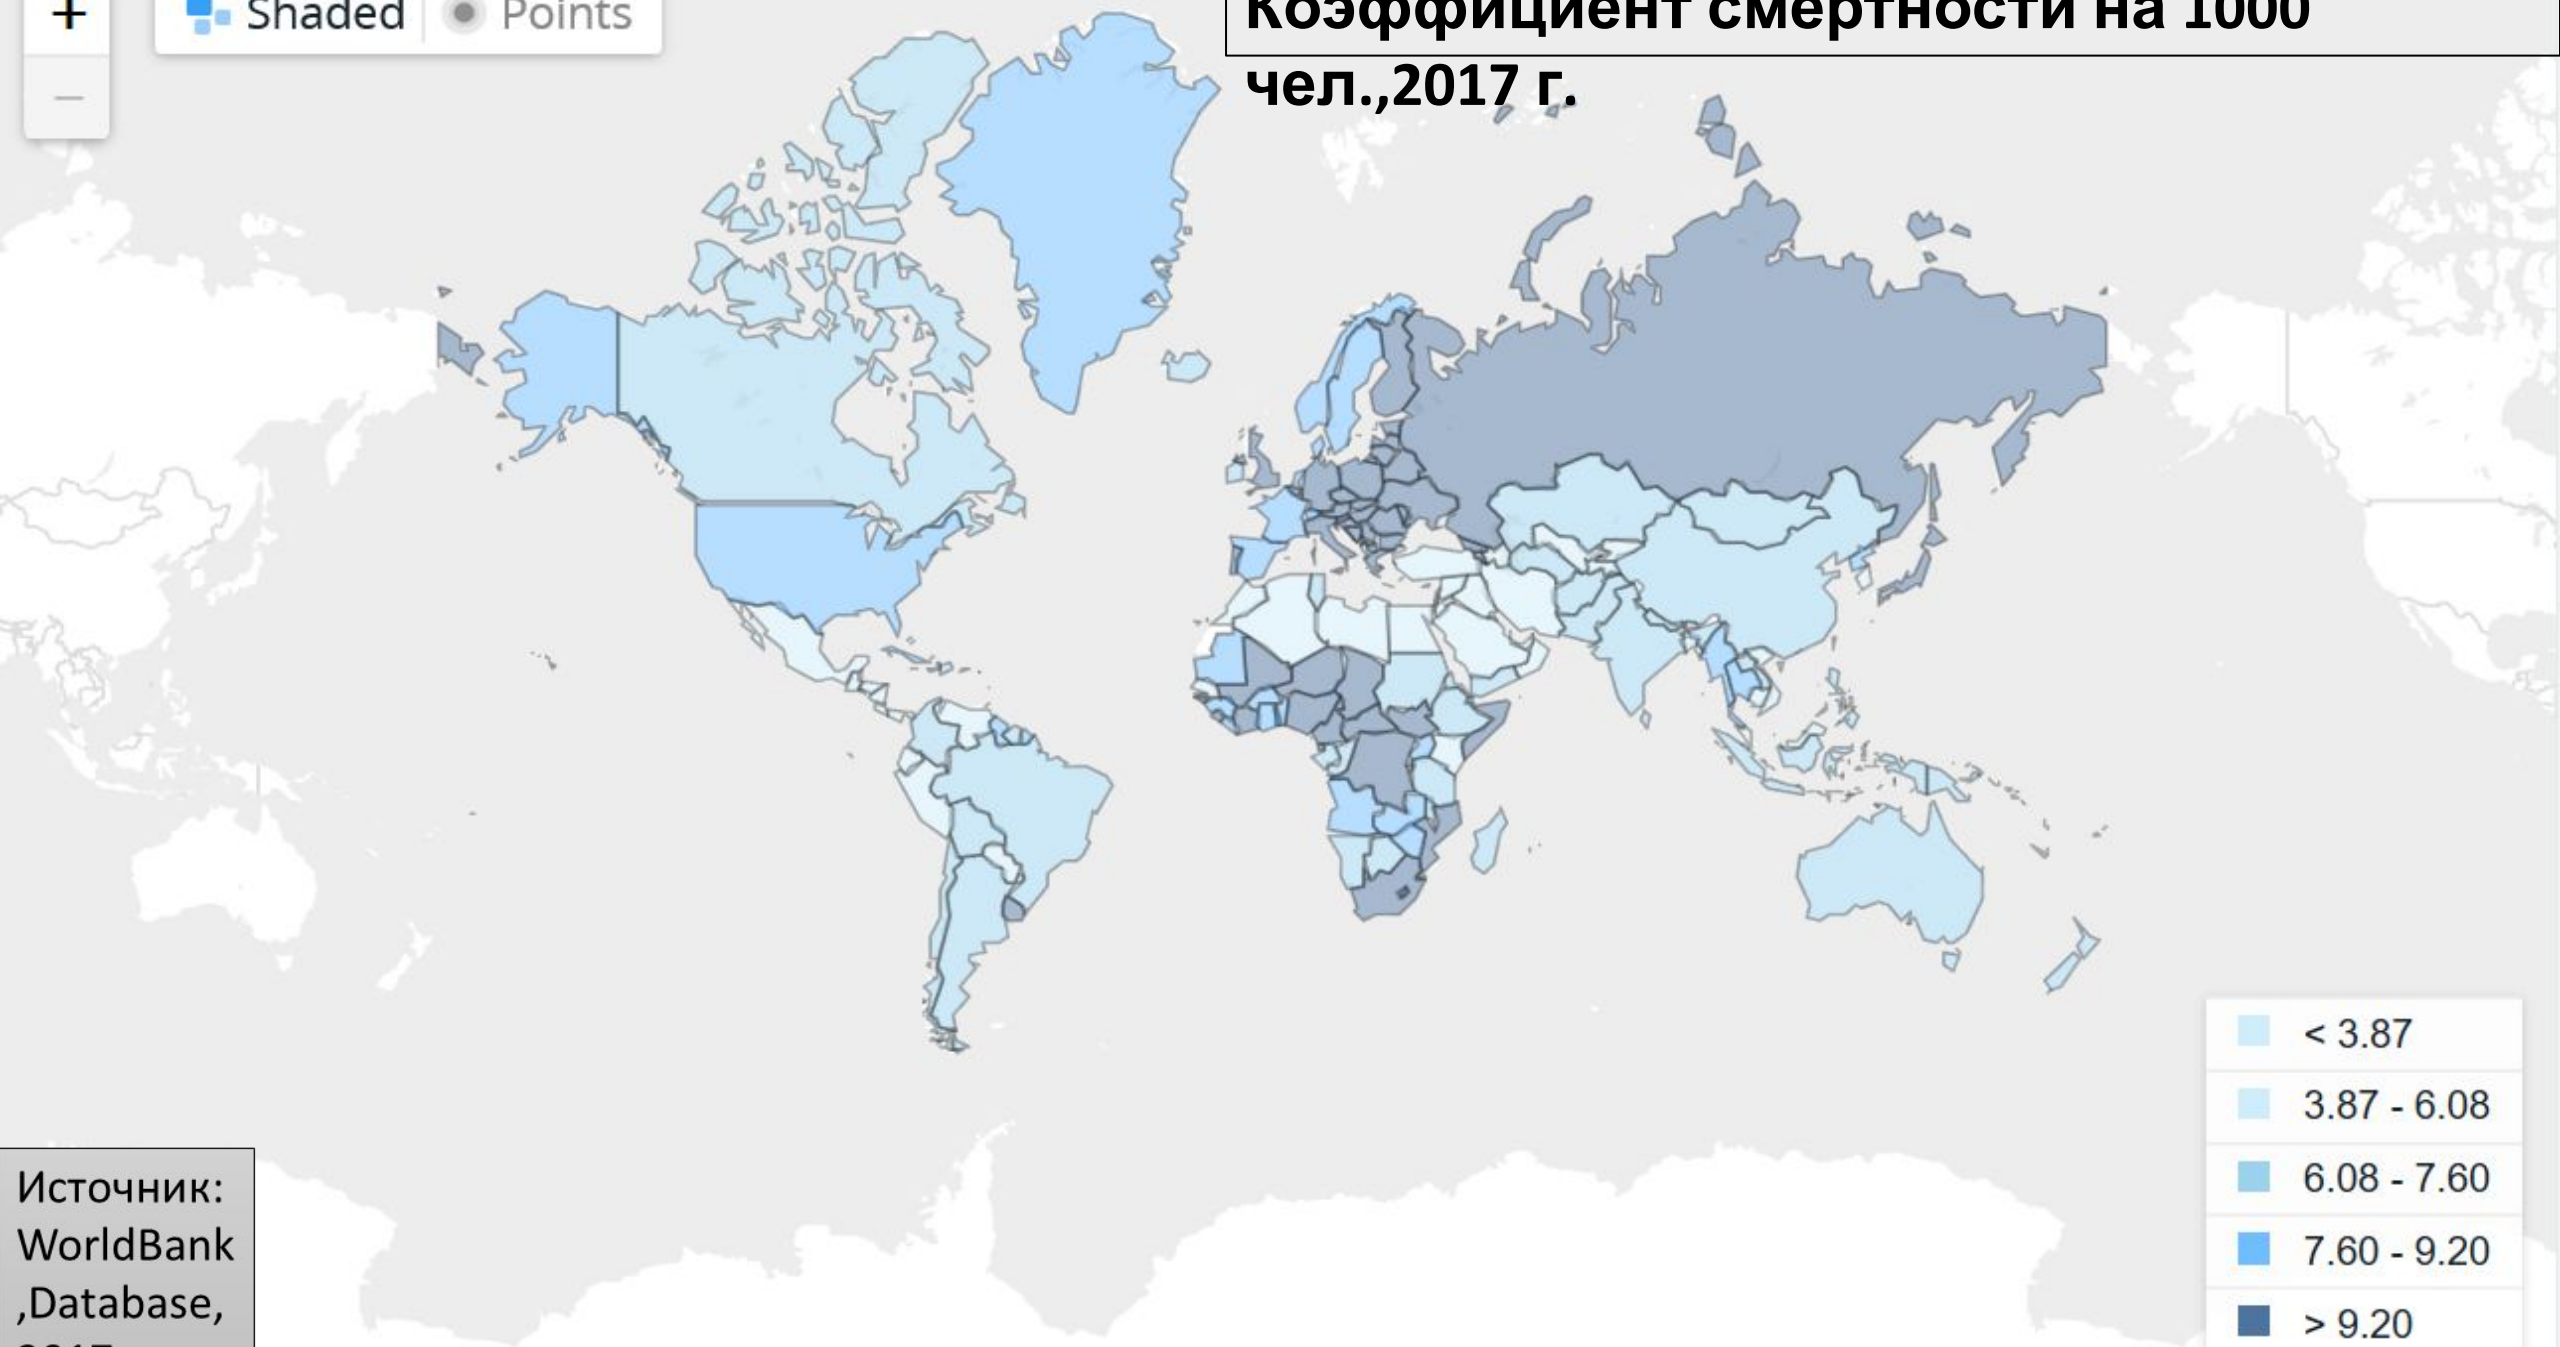 +
Shaded
Points
Коэффициент смертности на 1000
чел.,2017 г.
−
< 3.87
3.87 - 6.08
6.08 - 7.60
7.60 - 9.20
> 9.20
Источник:
WorldBank
,Database,
2017